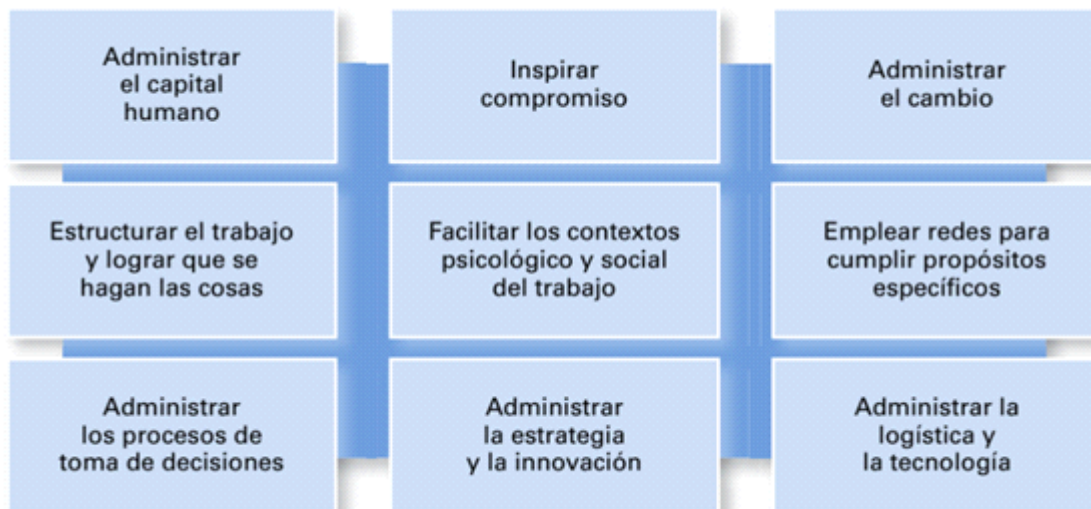 Administrar
el capital
humano
Inspirar
compromiso
Administrar
el cambio
Estructurar el trabajo
y lograr que se
hagan las cosas
Facilitar los contextos
psicológico y social
del trabajo
Emplear redes para
cumplir propósitos
específicos
Administrar
los procesos de
toma de decisiones
Administrar
la estrategia
y la innovación
Administrar la
logística y
la tecnología